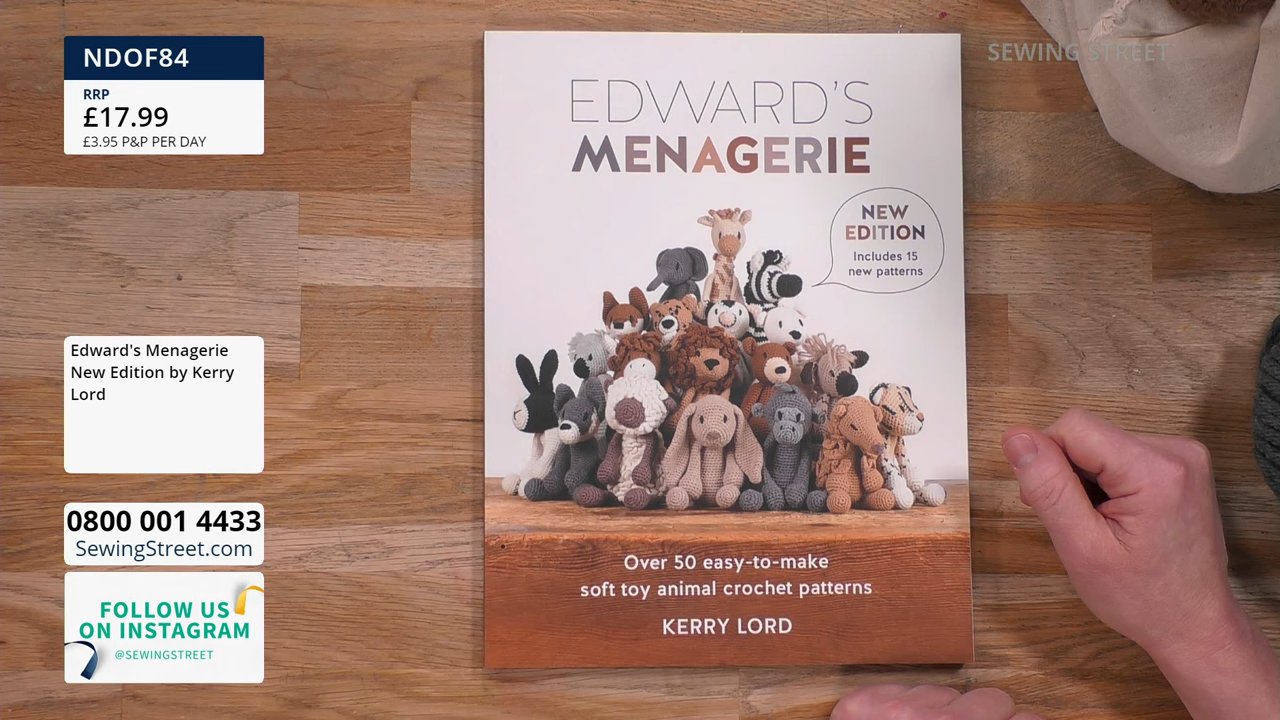 NDOF84
RRP
£17.99
£3.95 P&P PER DAY
Edward's Menagerie
New Edition by Kerry
Lord
0800 001 4433
SewingStreet.com
FOLLOW US
ON INSTAGRAM
@SEWINGSTREET
SEWING STREET
EDWARD'S
MENAGERIE
NEW
EDITION
Includes 15
new patterns
Over 50 easy-to-make
soft toy animal crochet patterns
KERRY LORD